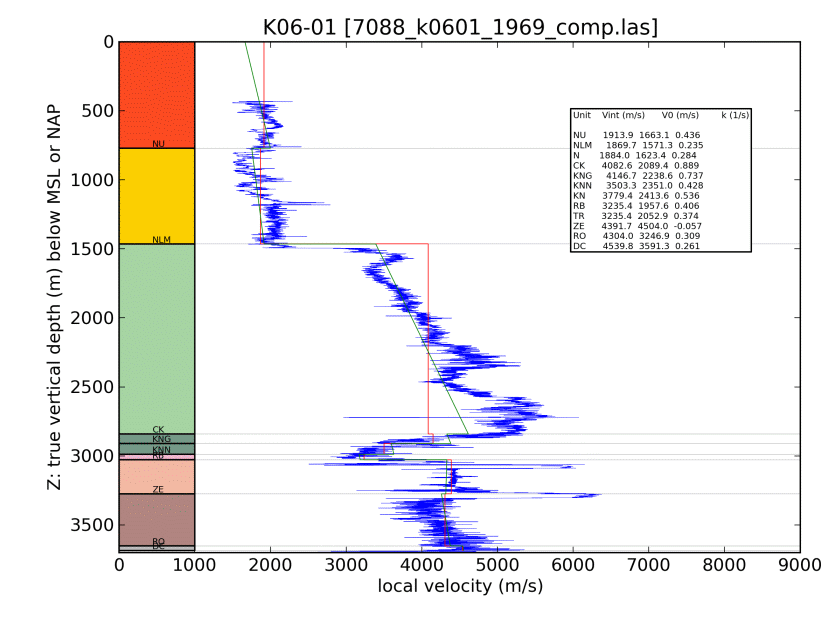 K06-01 [7088_k0601_1969_comp.las]
0
500
1000
1500
2000
2500
3000
3500
Z: true vertical depth (m) below MSL or NAP
NU
NLM
CK
KNG
KNN
RB
ZE
RO
DC
Unit Vint (m/s) V0 (m/s) k (1/s)
NU 1913.9 1663.1 0.436
NLM 1869.7 1571.3 0.235
N 1884.0 1623.4 0.284
CK 4082.6 2089.4 0.889
KNG 4146.7 2238.6 0.737
KNN 3503.3 2351.0 0.428
KN 3779.4 2413.6 0.536
RB 3235.4 1957.6 0.406
TR 3235.4 2052.9 0.374
ZE 4391.7 4504.0 -0.057
RO 4304.0 3246.9 0.309
DC 4539.8 3591.3 0.261
0 1000 2000 3000 4000 5000 6000 7000 8000 9000
local velocity (m/s)